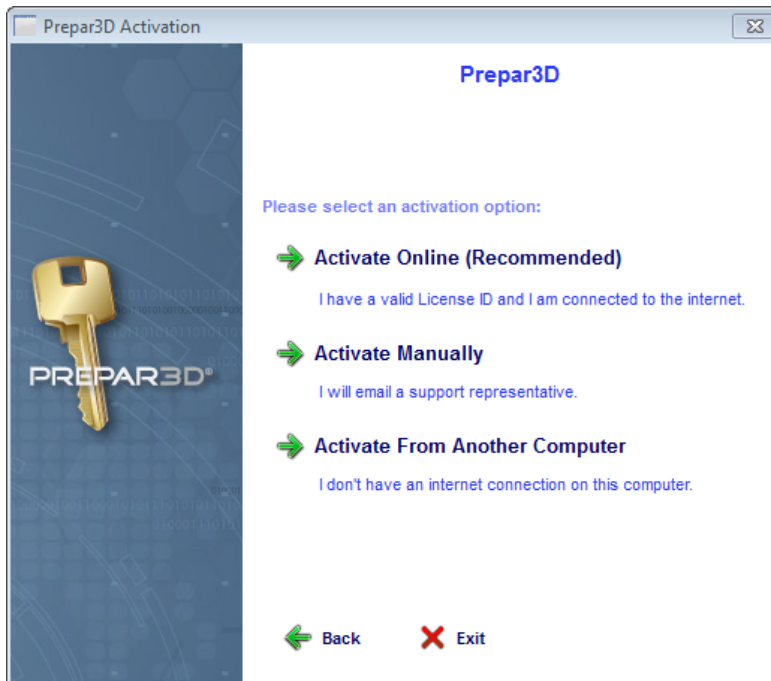 Prepar3D Activation
Prepar3D
Please select an activation option:
Activate Online (Recommended)
I have a valid License ID and I am connected to the internet.
Activate Manually
I will email a support representative.
PREPAR3D®
Activate From Another Computer
I don't have an internet connection on this computer.
Back
Exit